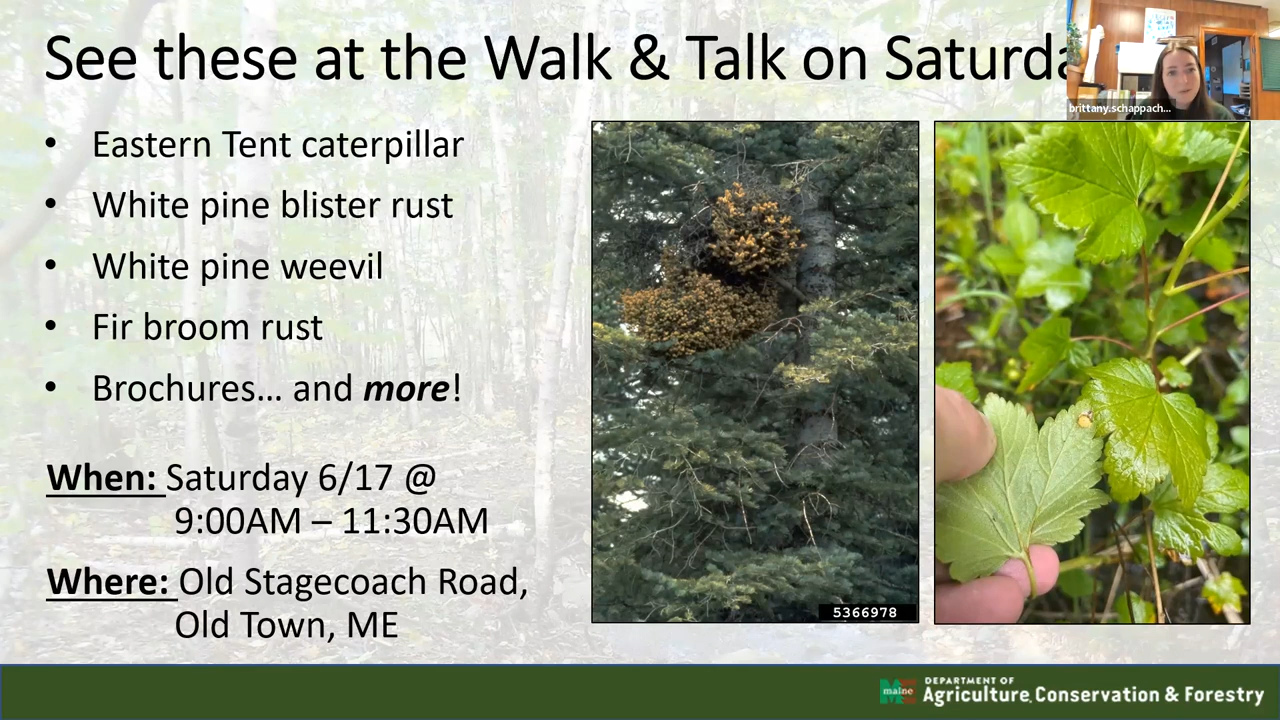 See these at the Walk & Talk on Saturda
brittany.schappach...
• Eastern Tent caterpillar
• White pine blister rust
• White pine weevil
• Fir broom rust
• Brochures... and more!
When: Saturday 6/17 @
9:00AM – 11:30AM
Where: Old Stagecoach Road,
Old Town, ME
5366978
maine
DEPARTMENT OF
Agriculture, Conservation & Forestry